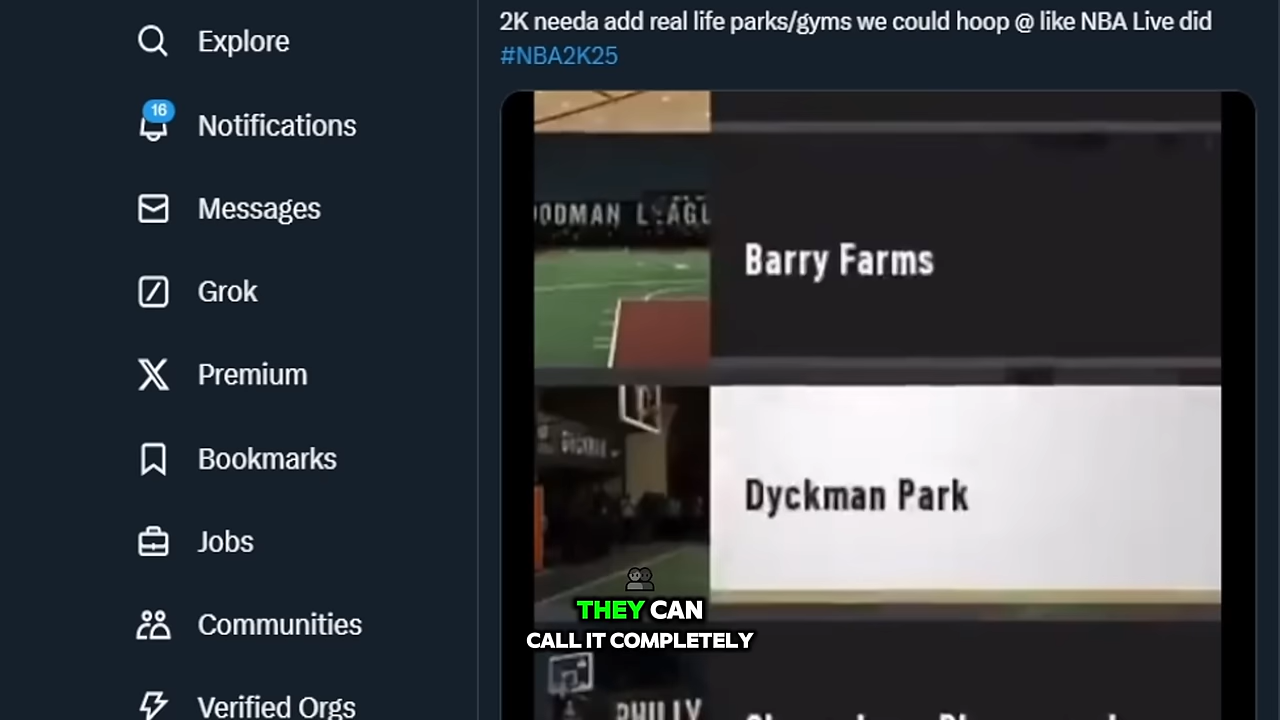 Explore
16
Notifications
Messages
Grok
Premium
Bookmarks
Jobs
Communities
Verified Orgs
2K needa add real life parks/gyms we could hoop @ like NBA Live did
#NBA2K25
ODMAN LEAGU
Barry Farms
Dyckman Park
THEY CAN
CALL IT COMPLETELY
PHILLY